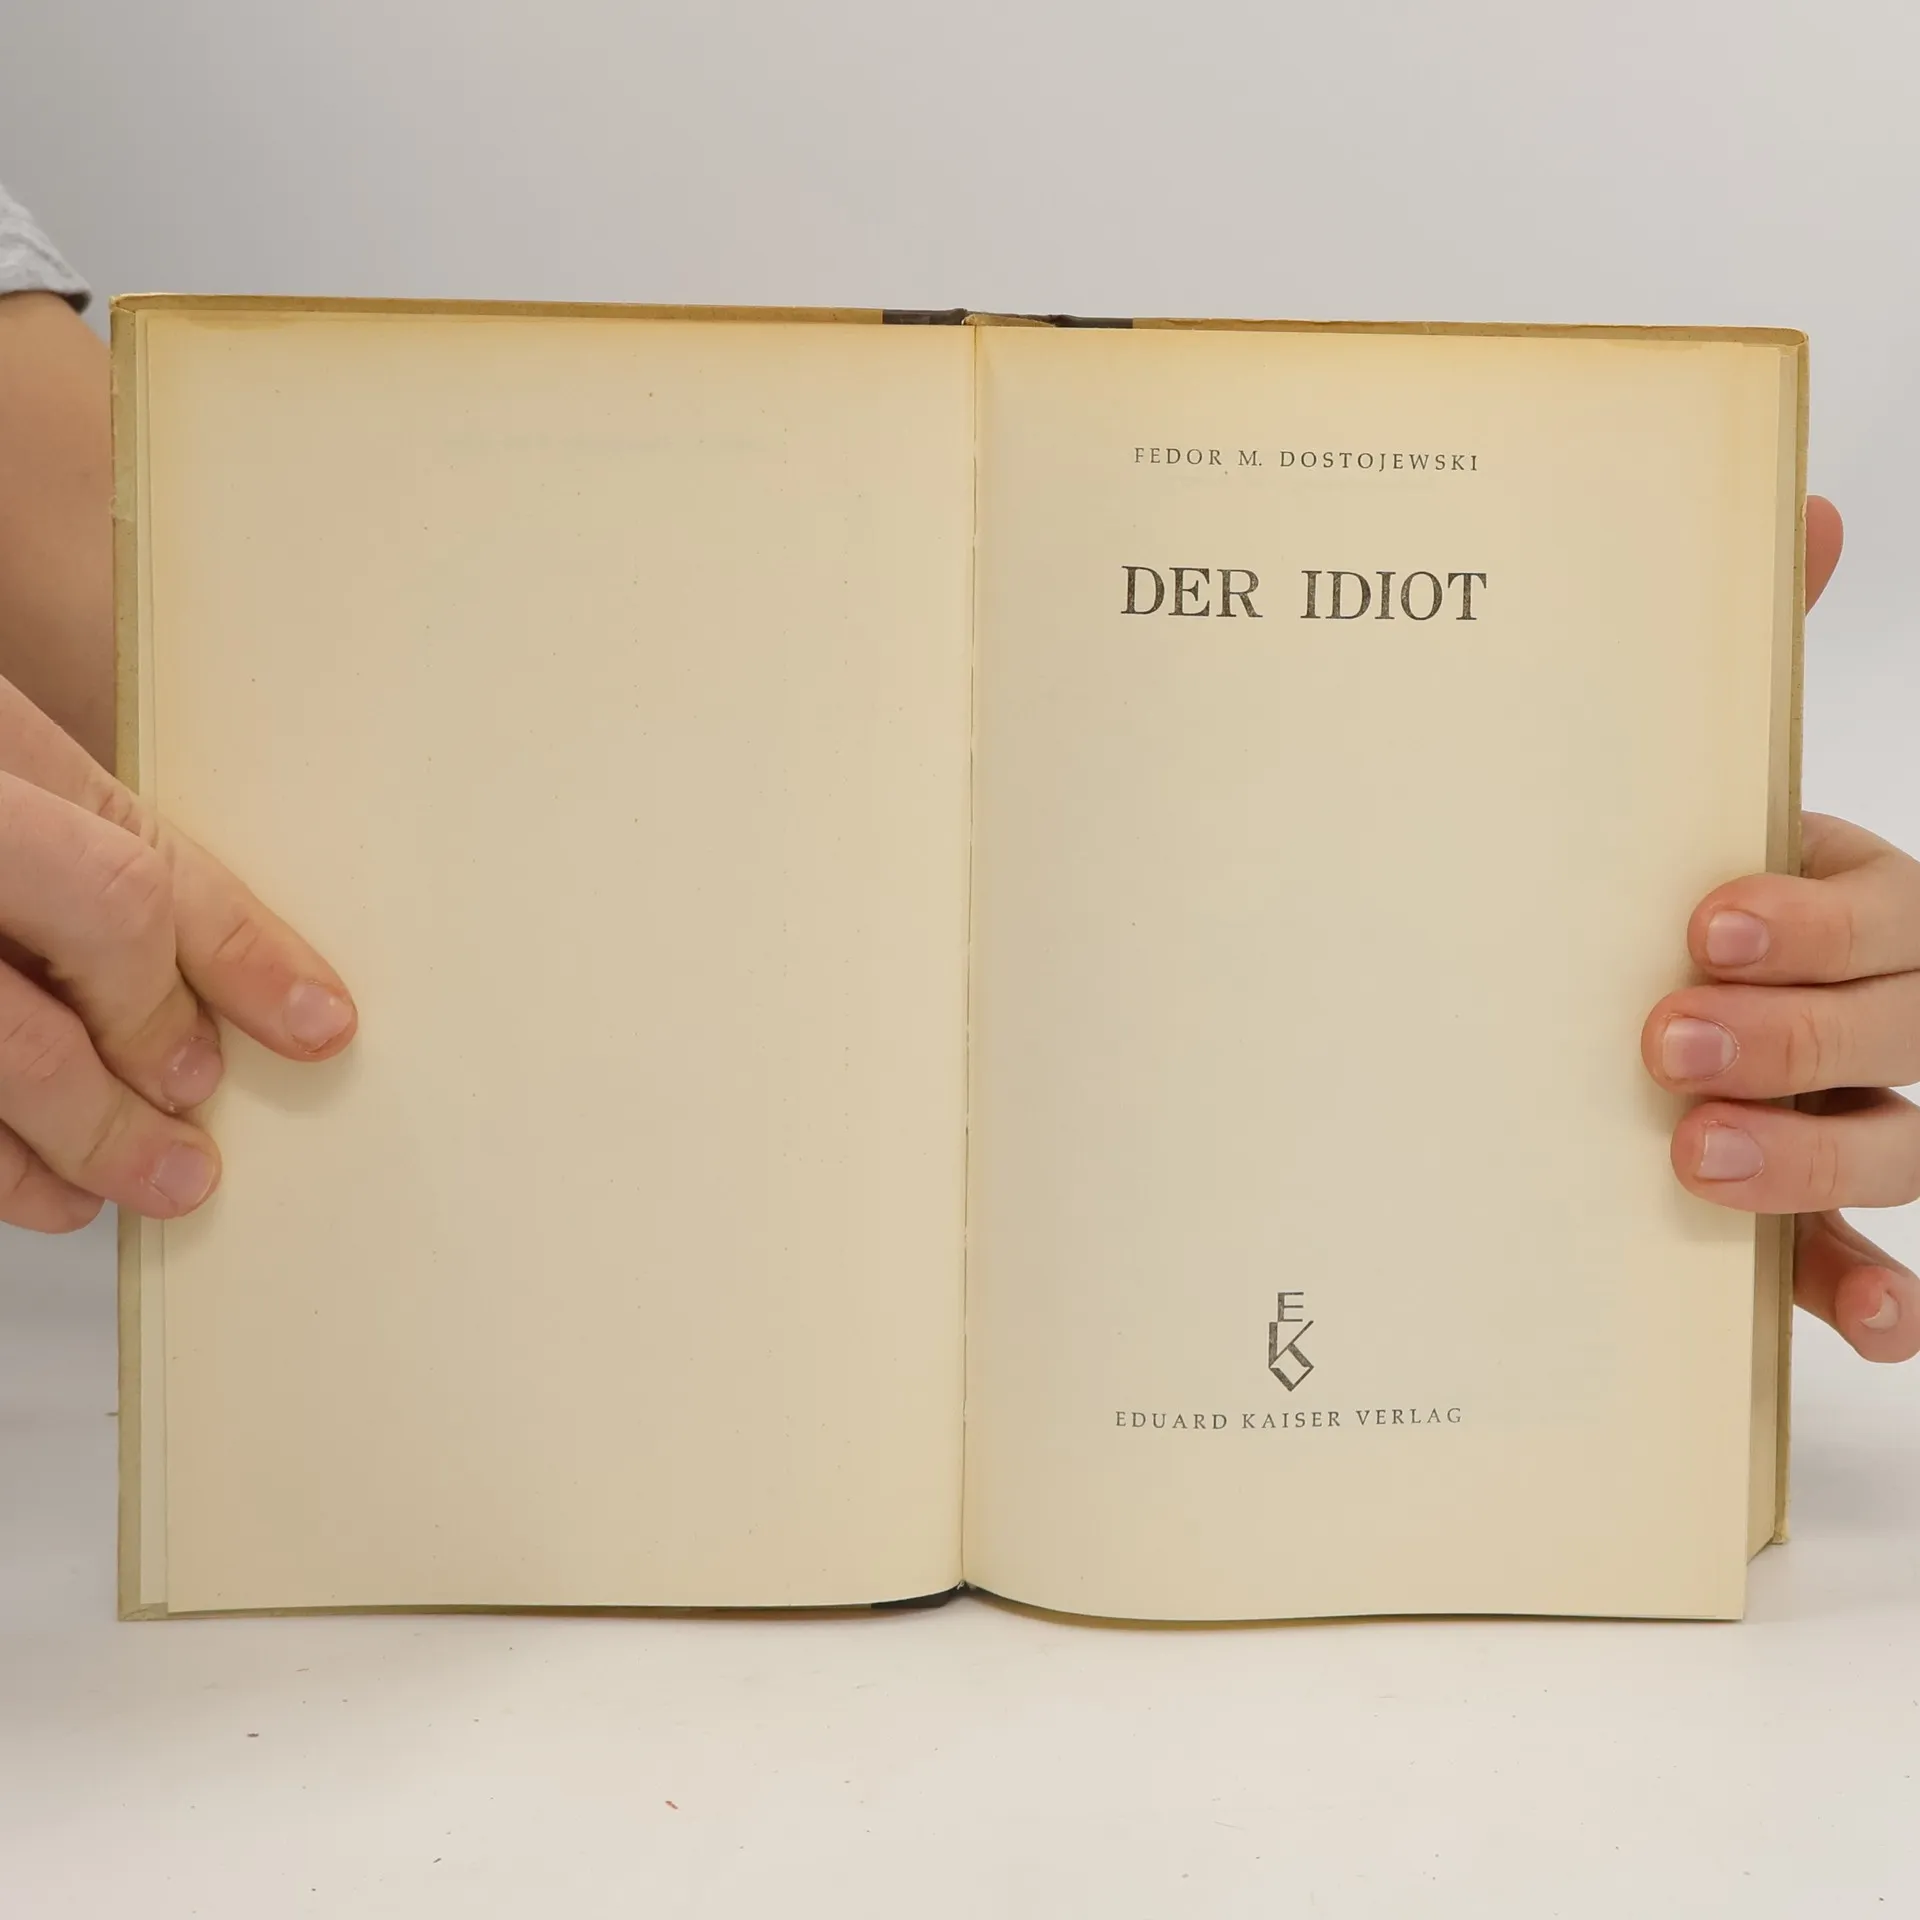 FEDOR M. DOSTOJEWSKI
DER IDIOT
EK
EDUARD KAISER VERLAG